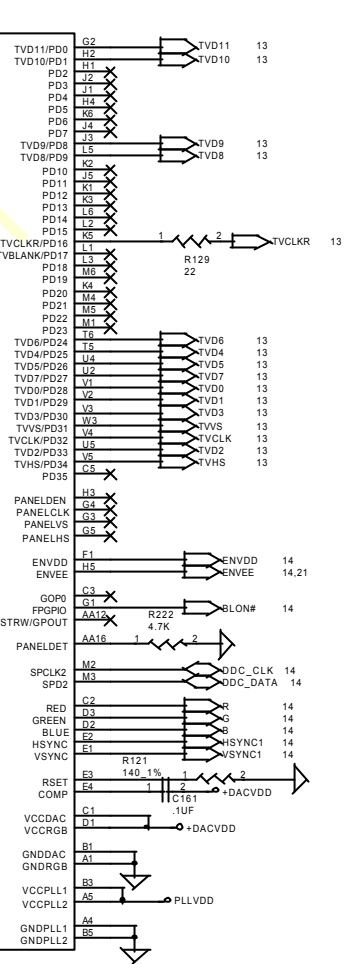 TVD11/PD0 G2 TVD11 13
TVD10/PD1 H2 TVD10 13
PD2 H1
PD3 J2
PD4 J1
PD5 H4
PD6 K6
PD7 J4
TVD9/PD8 J3 TVD9 13
TVD8/PD9 L5 TVD8 13
PD10 K2
PD11 J5
PD12 K1
PD13 K3
PD14 L6
PD15 L2
TVCLKR/PD16 K5 1 2 TVCLKR 13
TVBLANK/PD17 L1
R129
22
PD18 L3
PD19 M6
PD20 K4
PD21 M4
PD22 M5
PD23 M1
TVD6/PD24 T6 TVD6 13
TVD4/PD25 T5 TVD4 13
TVD5/PD26 U4 TVD5 13
TVD7/PD27 U2 TVD7 13
TVD0/PD28 V1 TVD0 13
TVD1/PD29 V2 TVD1 13
TVD3/PD30 V3 TVD3 13
TVVS/PD31 W3 TVVS 13
TVCLK/PD32 V4 TVCLK 13
TVD2/PD33 U5 TVD2 13
TVHS/PD34 V5 TVHS 13
PD35 C5
PANELDEN H3
PANELCLK G4
PANELVS G3
PANELHS G5
ENVDD F1 ENVDD 14
ENVEE H5 ENVEE 14,21
GOP0 C3
FPGPIO G1 BLON# 14
STRW/GPOUT AA12
R222
4.7K
PANELDET AA16 1 2
SPCLK2 M2 DDC_CLK 14
SPD2 M3 DDC_DATA 14
RED C2 R 14
GREEN D3 G 14
BLUE D2 B 14
HSYNC E2 HSYNC1 14
VSYNC E1 VSYNC1 14
R121
140_1%
RSET E3 1 2
COMP E4 1 2 +DACVDD
C161
.1UF
VCCDAC C1
VCCRGB D1 +DACVDD
GNDDAC B1
GNDRGB A1
VCCPLL1 B3
VCCPLL2 A5 PLLVDD
GNDPLL1 A4
GNDPLL2 B5